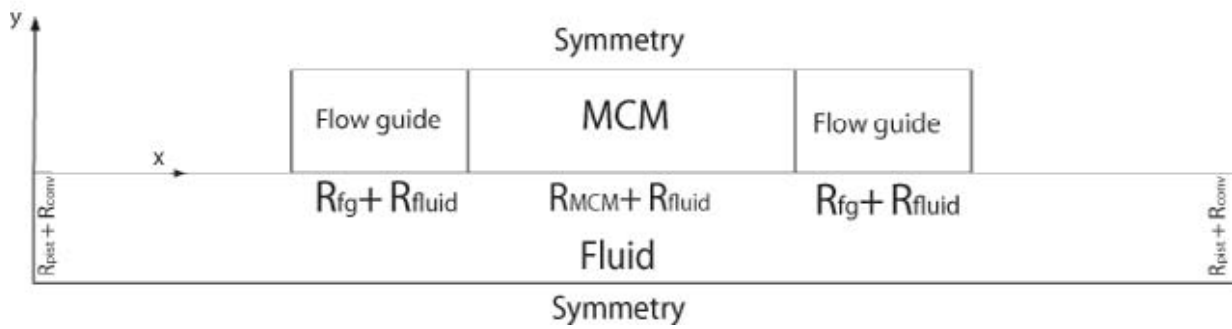 y
Symmetry
Flow guide
MCM
Flow guide
x
Rfg+ Rfluid
RMCM+ Rfluid
Rfg+ Rfluid
Rpist + Rconv
Rpist + Rconv
Fluid
Symmetry